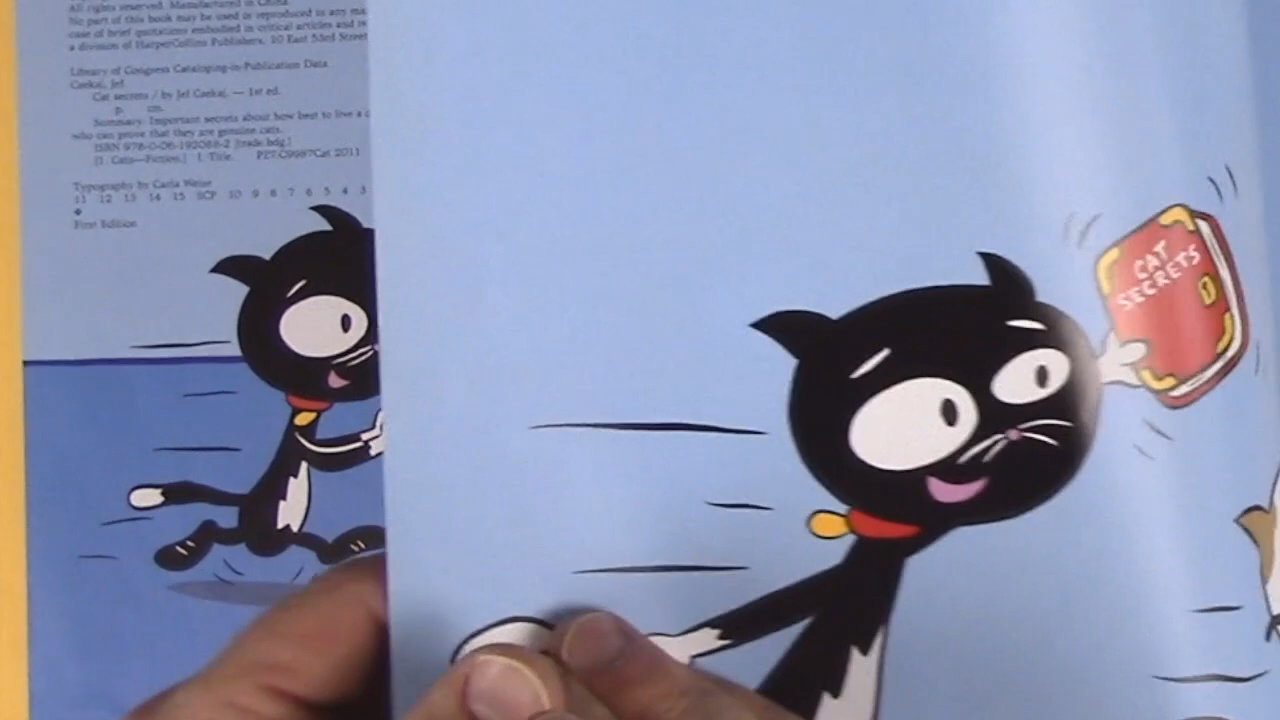 All rights reserved. Manufactured in China.
No part of this book may be used or reproduced in any ma
case of brief quotations embodied in critical articles and re
a division of HarperCollins Publishers, 10 East 53rd Street
Library of Congress Cataloging-in-Publication Data
Czekaj, Jef
Cat secrets / by Jef Czekaj. — 1st ed.
p. cm.
Summary: Important secrets about how best to live a c
who can prove that they are genuine cats.
ISBN 978-0-06-192088-2 (trade bdg.)
[1. Cats—Fiction.] I. Title. PZ7.C9987Cat 2011
Typography by Carla Weise
11 12 13 14 15 SCP 10 9 8 7 6 5 4 3
First Edition
CAT
SECRETS